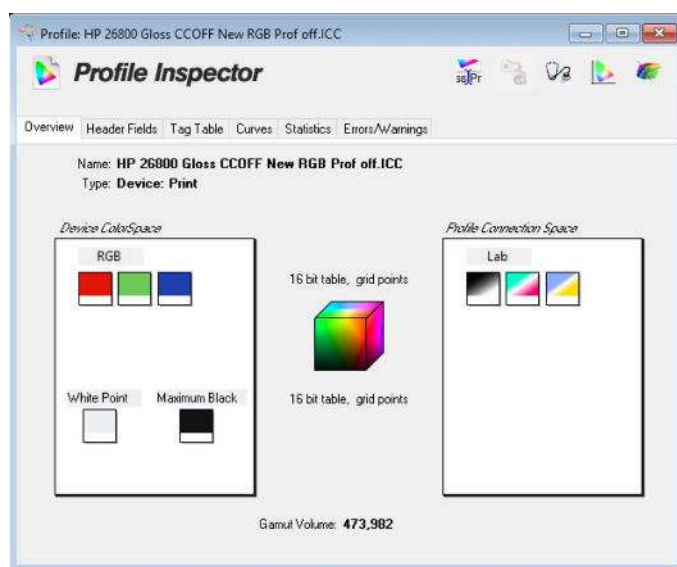 Profile: HP 26800 Gloss CCOFF New RGB Prof off.ICC
Profile Inspector
Overview Header Fields Tag Table Curves Statistics Errors/Warnings
Name: HP 26800 Gloss CCOFF New RGB Prof off.ICC
Type: Device: Print
Device ColorSpace
Profile Connection Space
RGB
Lab
16 bit table, grid points
White Point Maximum Black
16 bit table, grid points
Gamut Volume: 473,982